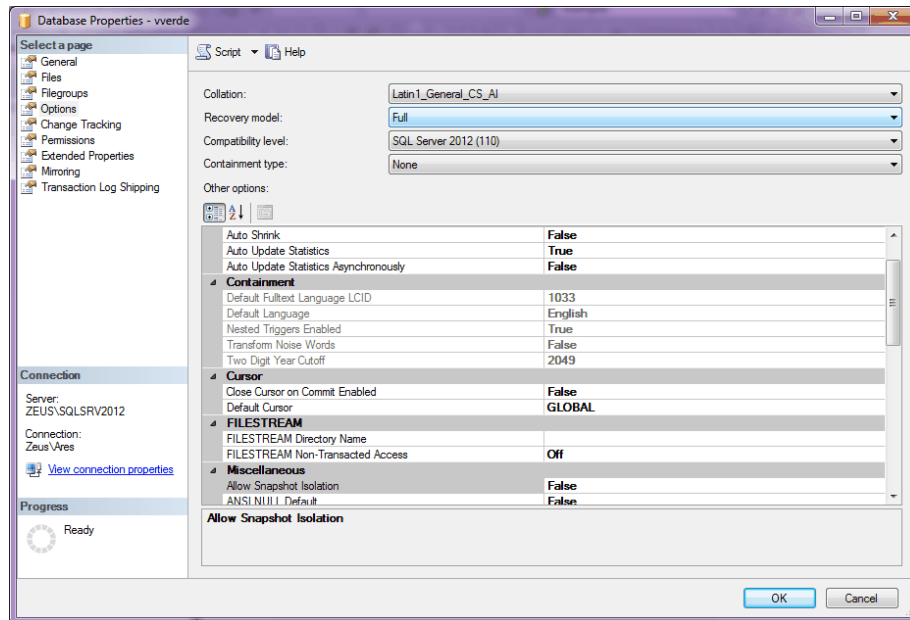 Database Properties - vverde
Select a page
General
Files
Filegroups
Options
Change Tracking
Permissions
Extended Properties
Mirroring
Transaction Log Shipping
Connection
Server:
ZEUS\SQLSRV2012
Connection:
Zeus\Ares
View connection properties
Progress
Ready
Script Help
Collation: Latin1_General_CS_AI
Recovery model: Full
Compatibility level: SQL Server 2012 (110)
Containment type: None
Other options:
Auto Shrink False
Auto Update Statistics True
Auto Update Statistics Asynchronously False
Containment
Default Fulltext Language LCID 1033
Default Language English
Nested Triggers Enabled True
Transform Noise Words False
Two Digit Year Cutoff 2049
Cursor
Close Cursor on Commit Enabled False
Default Cursor GLOBAL
FILESTREAM
FILESTREAM Directory Name
FILESTREAM Non-Transacted Access Off
Miscellaneous
Allow Snapshot Isolation False
ANSI NULL Default False
Allow Snapshot Isolation
OK Cancel